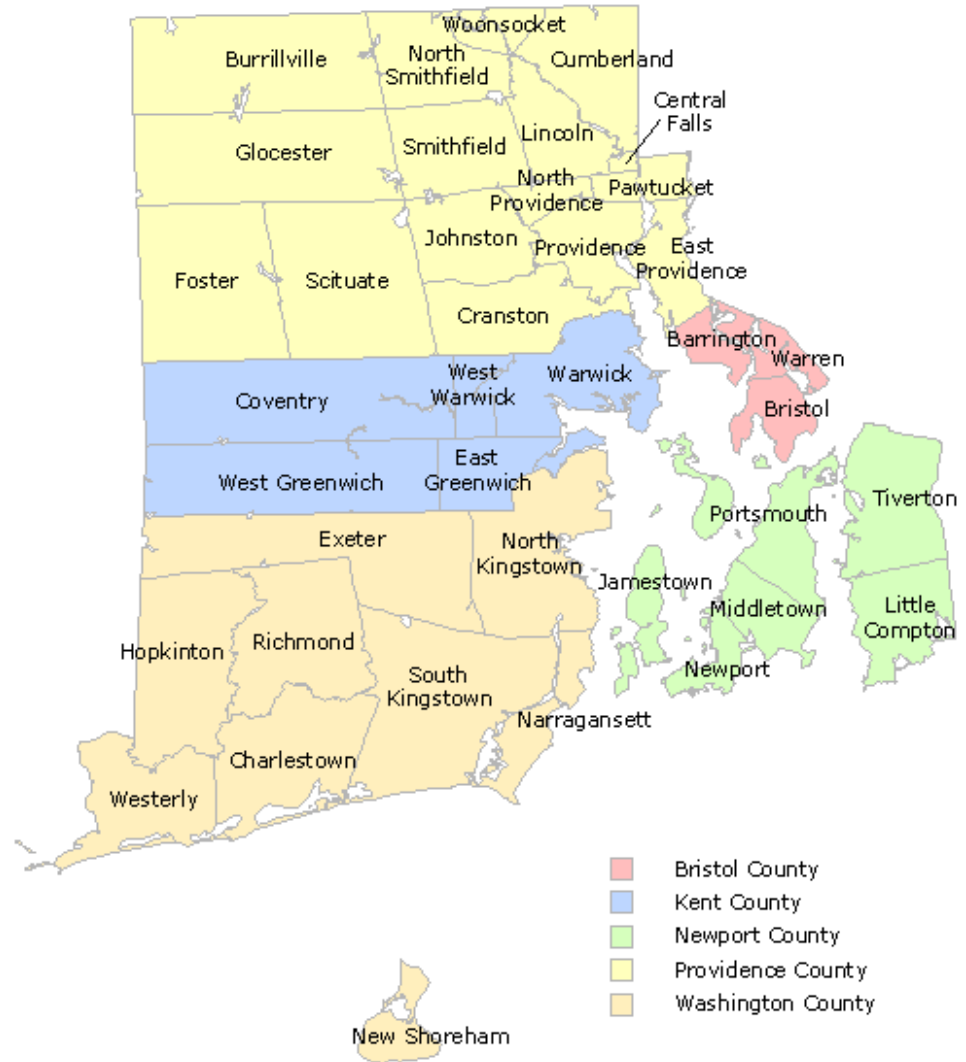 Woonsocket
Burrillville
North
Smithfield
Cumberland
Central
Falls
Glocester
Smithfield
Lincoln
North
Providence
Pawtucket
Johnston
Providence
East
Providence
Foster
Scituate
Cranston
Barrington
Warren
Bristol
Coventry
West
Warwick
Warwick
West Greenwich
East
Greenwich
Portsmouth
Tiverton
Exeter
North
Kingstown
Jamestown
Middletown
Little
Compton
Hopkinton
Richmond
South
Kingstown
Newport
Narragansett
Charlestown
Westerly
Bristol County
Kent County
Newport County
Providence County
Washington County
New Shoreham